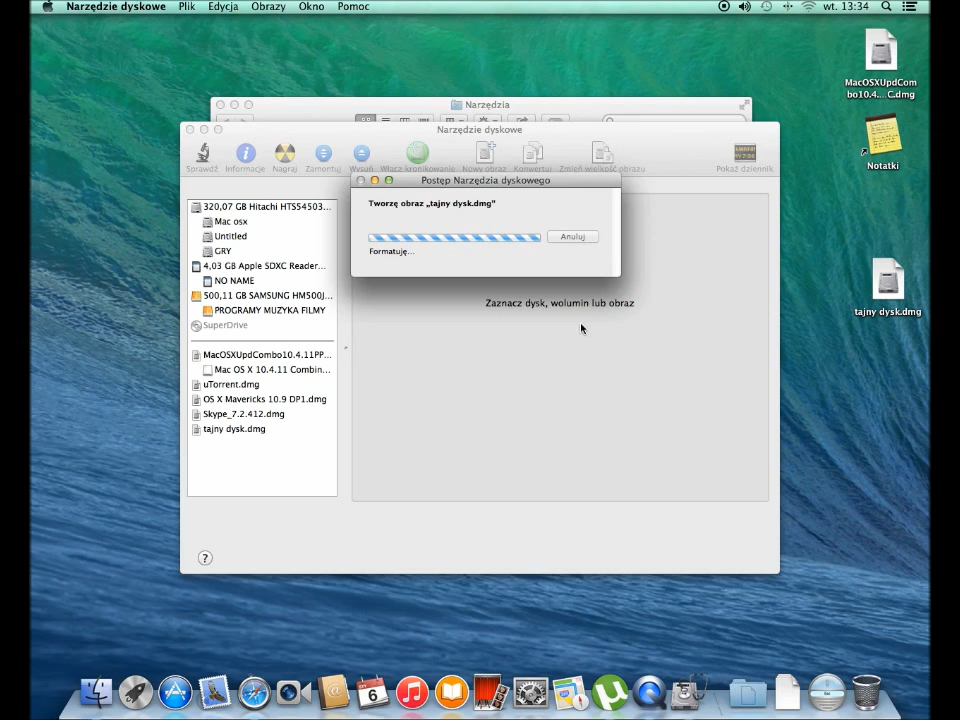 Narzędzie dyskowe Plik Edycja Obrazy Okno Pomoc wt. 13:34
MacOSXUpdCom
bo10.4.... C.dmg
Narzędzia
Narzędzie dyskowe
Sprawdź Informacje Nagraj Zamontuj Wysuń Włącz kronikowanie Nowy obraz Konwertuj Zmień wielkość obrazu Pokaż dziennik
Notatki
Postęp Narzędzia dyskowego
Tworzę obraz „tajny dysk.dmg”
Anuluj
Formatuję...
320,07 GB Hitachi HTS54503...
Mac osx
Untitled
GRY
4,03 GB Apple SDXC Reader...
NO NAME
500,11 GB SAMSUNG HM500J...
PROGRAMY MUZYKA FILMY
SuperDrive
Zaznacz dysk, wolumin lub obraz
tajny dysk.dmg
MacOSXUpdCombo10.4.11PP...
Mac OS X 10.4.11 Combin...
uTorrent.dmg
OS X Mavericks 10.9 DP1.dmg
Skype_7.2.412.dmg
tajny dysk.dmg
?
6